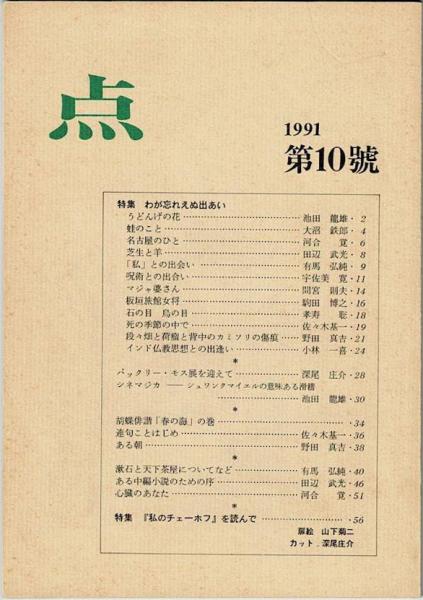 点
1991
第10號
特集 わが忘れえぬ出あい
うどんげの花……池田 龍雄・2
蛙のこと……大沼 鉄郎・4
名古屋のひと……河合 覚・6
芝生と羊……田辺 武光・8
「私」との出会い……有馬 弘純・9
呪術との出合い……宇佐美 寛・11
マジャ婆さん……間宮 則夫・14
板垣旅館女将……駒田 博之・16
石の目 鳥の目……孝寿 聡・18
死の季節の中で……佐々木基一・19
段々畑と荷籠と背中のカミソリの傷痕……野田 真吉・21
インド仏教思想との出逢い……小林 一喜・24
*
バックリー・モス展を迎えて……深尾 庄介・28
シネマジカ ── シュワンクマイエルの意味ある滑稽
池田 龍雄・30
*
胡蝶俳諧「春の海」の巻……・34
連句ことはじめ……佐々木基一・36
ある朝……野田 真吉・38
*
漱石と天下茶屋についてなど……有馬 弘純・40
ある中編小説のための序……田辺 武光・46
心臓のあなた……河合 覚・51
*
特集 『私のチェーホフ』を読んで……・56
扉絵 山下菊二
カット．深尾庄介